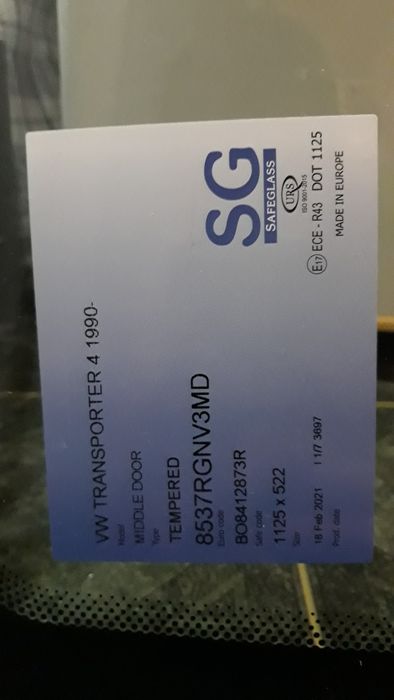 VW TRANSPORTER 4 1990-
Model
MIDDLE DOOR
Type
TEMPERED
8537RGNV3MD
Euro code
BO8412873R
Safe code
1125 x 522
Size
18 Feb 2021 I 1/7 3697
Prod. date
SG
SAFEGLASS
URS
ISO 9001:2015
E17 ECE - R43 DOT 1125
MADE IN EUROPE